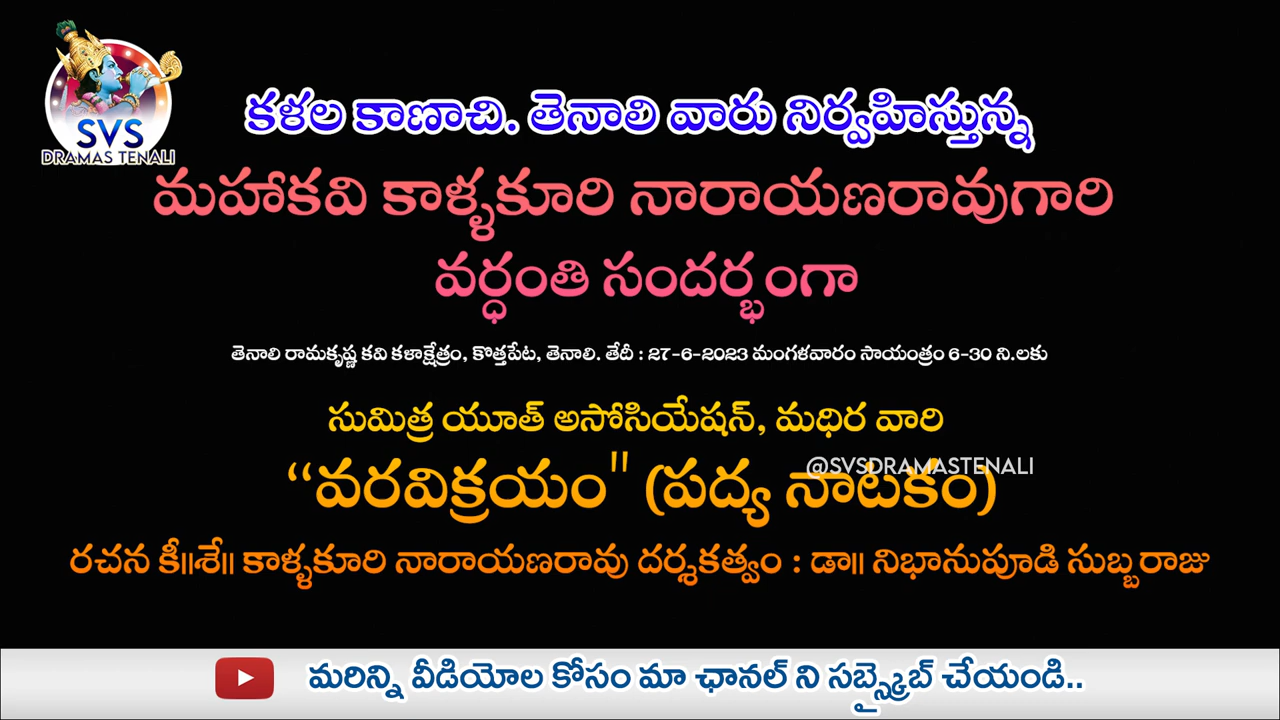 SVS
DRAMAS TENALI
కళల కాణాచి. తెనాలి వారు నిర్వహిస్తున్న
మహాకవి కాళ్ళకూరి నారాయణరావుగారి
వర్ధంతి సందర్భంగా
తెనాలి రామకృష్ణ కవి కళాక్షేత్రం, కొత్తపేట, తెనాలి. తేదీ : 27-6-2023 మంగళవారం సాయంత్రం 6-30 ని.లకు
సుమిత్ర యూత్ అసోసియేషన్, మధిర వారి
@SVSDRAMASTENALI
“వరవిక్రయం" (పద్య నాటకం)
రచన కీ॥శే॥ కాళ్ళకూరి నారాయణరావు దర్శకత్వం : డా॥ నిభానుపూడి సుబ్బరాజు
మరిన్ని వీడియోల కోసం మా ఛానల్ ని సబ్స్క్రైబ్ చేయండి..